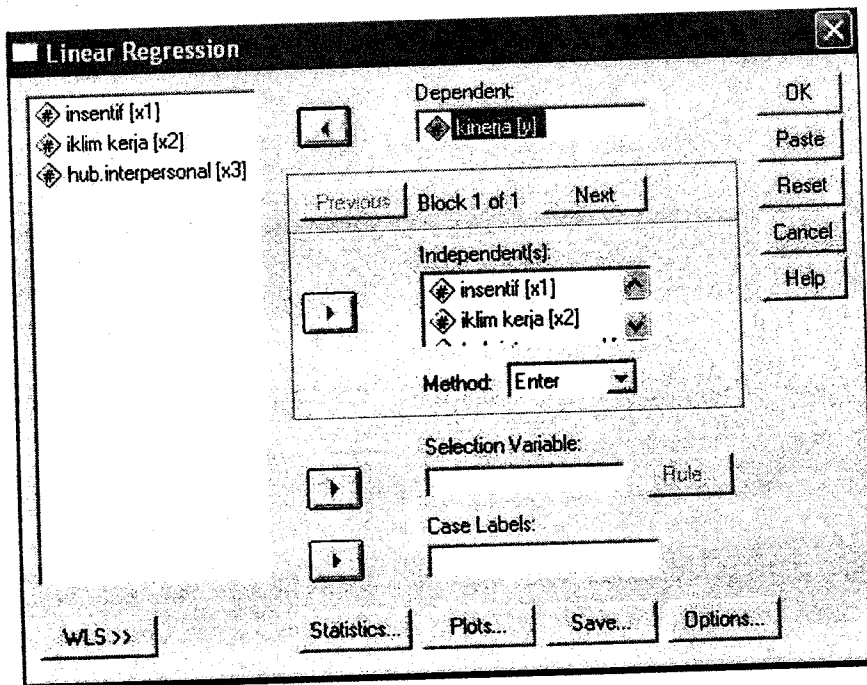 Linear Regression
insentif [x1]
iklim kerja [x2]
hub.interpersonal [x3]
Dependent:
kinerja [y]
Previous
Block 1 of 1
Next
Independent(s):
insentif [x1]
iklim kerja [x2]
Method:
Enter
Selection Variable:
Rule...
Case Labels:
WLS >>
Statistics...
Plots...
Save...
Options...
OK
Paste
Reset
Cancel
Help